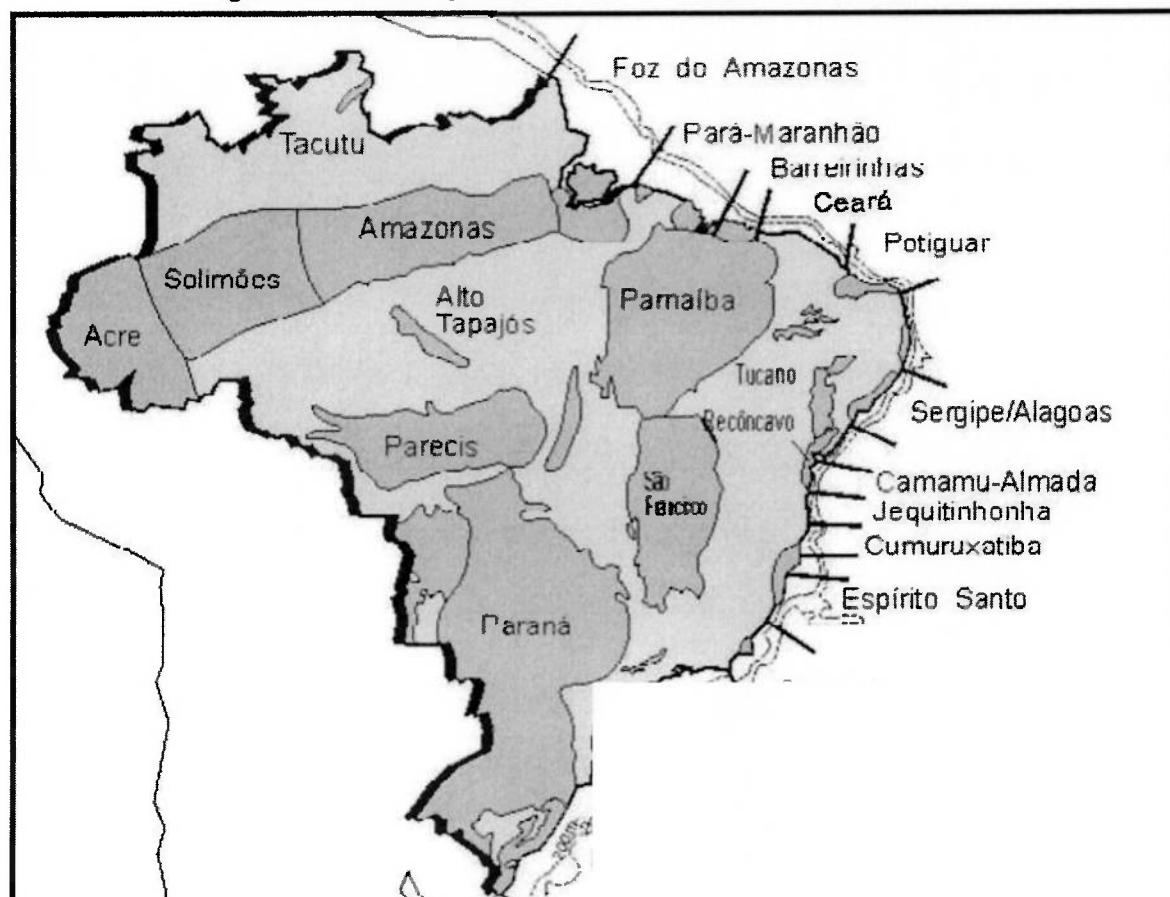 Foz do Amazonas
Pará-Maranhão
Barreirinhas
Ceará
Potiguar
Tacutu
Amazonas
Solimões
Acre
Alto
Tapajós
Parnaíba
Tucano
Recôncavo
Sergipe/Alagoas
Parecis
São
Francisco
Camamu-Almada
Jequitinhonha
Cumuruxatiba
Espírito Santo
Paraná